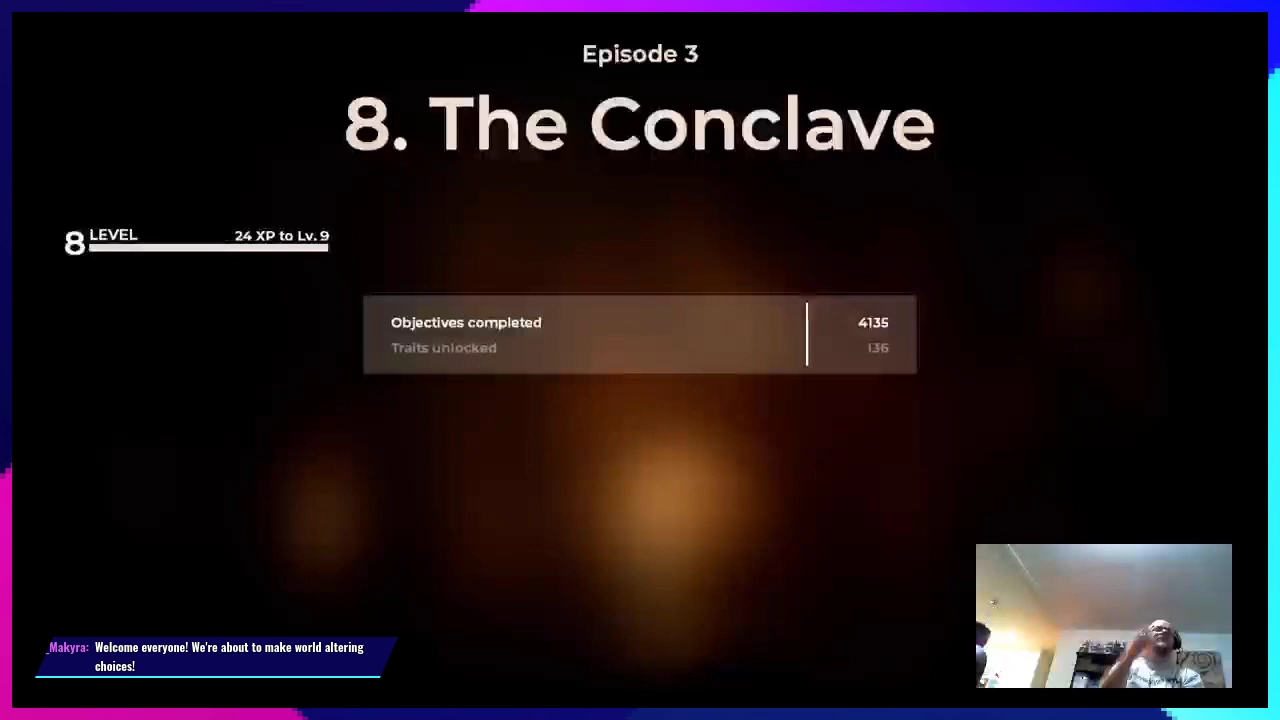 Episode 3
8. The Conclave
8 LEVEL 24 XP to Lv. 9
Objectives completed 4135
Traits unlocked 136
_Makyra: Welcome everyone! We're about to make world altering
choices!